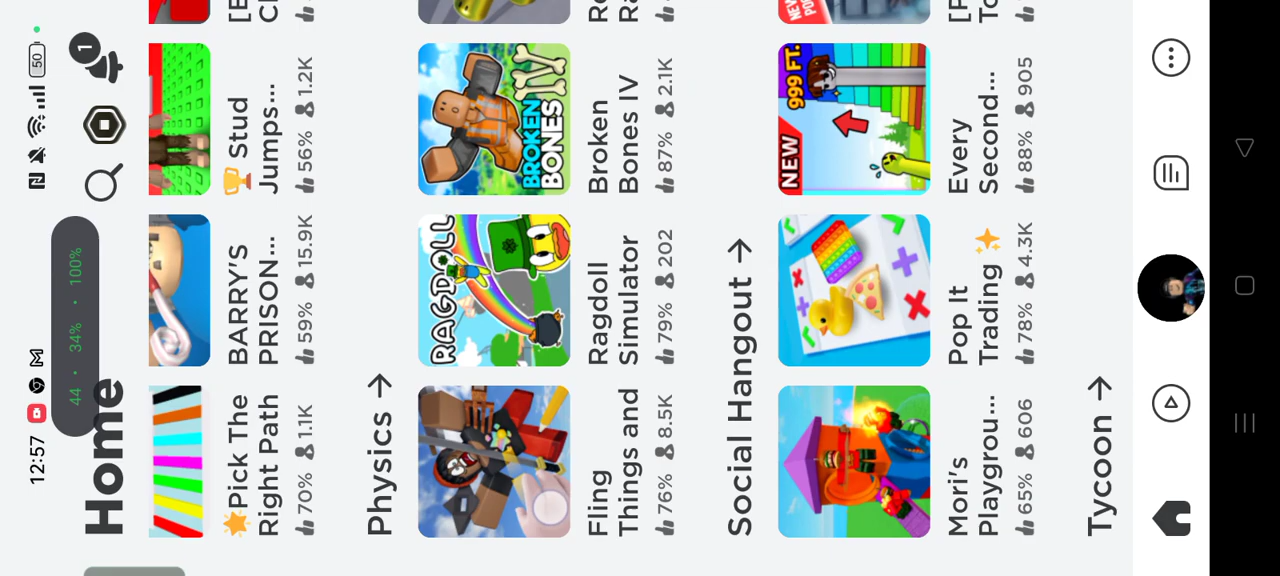 12:57
50
44 • 34% • 100%
Home
1
🌟Pick The
Right Path
70% 1.1K
BARRY'S
PRISON...
59% 15.9K
🏆 Stud
Jumps...
56% 1.2K
Physics →
RAGDOLL
BROKEN
BONES IV
Fling
Things and
76% 8.5K
Ragdoll
Simulator
79% 202
Broken
Bones IV
87% 2.1K
Social Hangout →
NEW
999 FT.
Mori's
Playgrou...
65% 606
Pop It
Trading ✨
78% 4.3K
Every
Second...
88% 905
Tycoon →